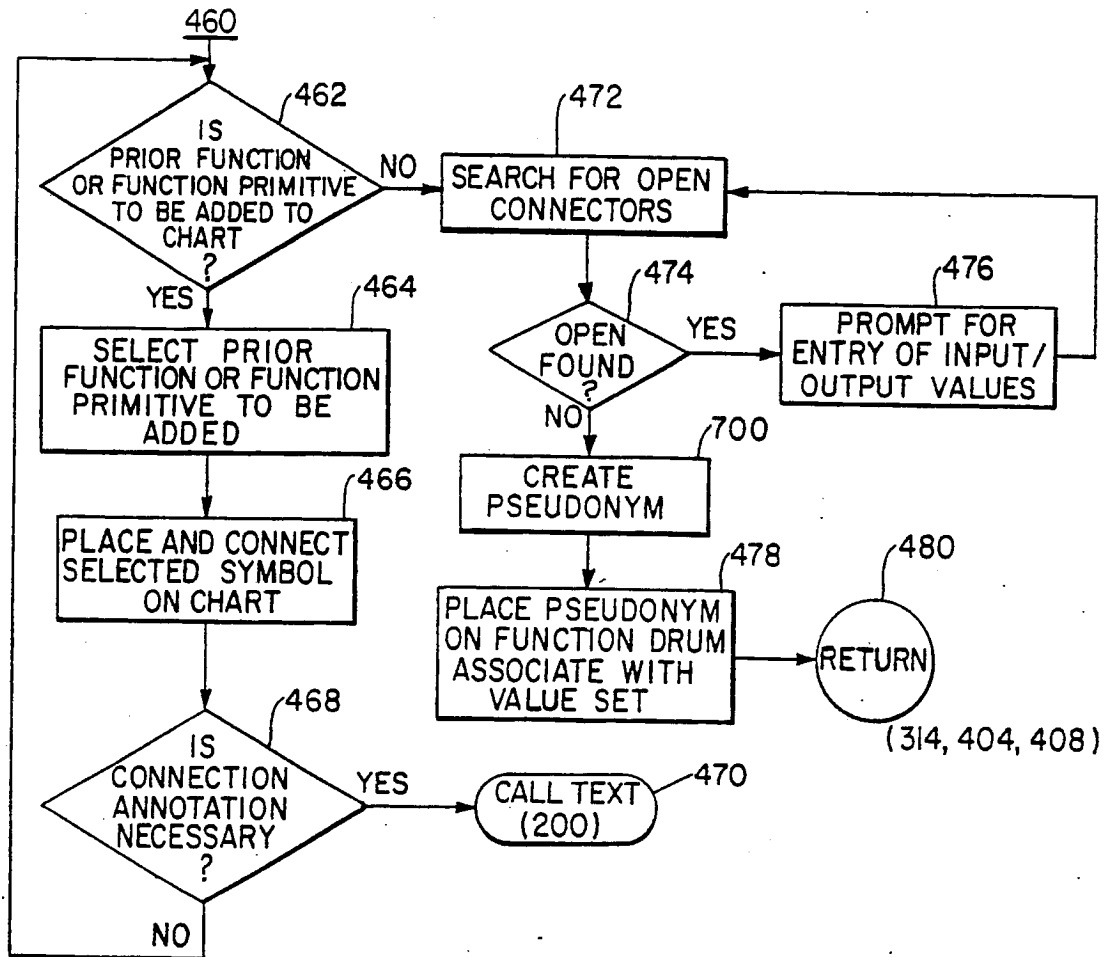 460
462
IS
PRIOR FUNCTION
OR FUNCTION PRIMITIVE
TO BE ADDED TO
CHART
?
NO
YES
464
SELECT PRIOR
FUNCTION OR FUNCTION
PRIMITIVE TO BE
ADDED
466
PLACE AND CONNECT
SELECTED SYMBOL
ON CHART
468
IS
CONNECTION
ANNOTATION
NECESSARY
?
YES
NO
470
CALL TEXT
(200)
472
SEARCH FOR OPEN
CONNECTORS
474
OPEN
FOUND
?
YES
NO
476
PROMPT FOR
ENTRY OF INPUT/
OUTPUT VALUES
700
CREATE
PSEUDONYM
478
PLACE PSEUDONYM
ON FUNCTION DRUM
ASSOCIATE WITH
VALUE SET
480
RETURN
(314, 404, 408)